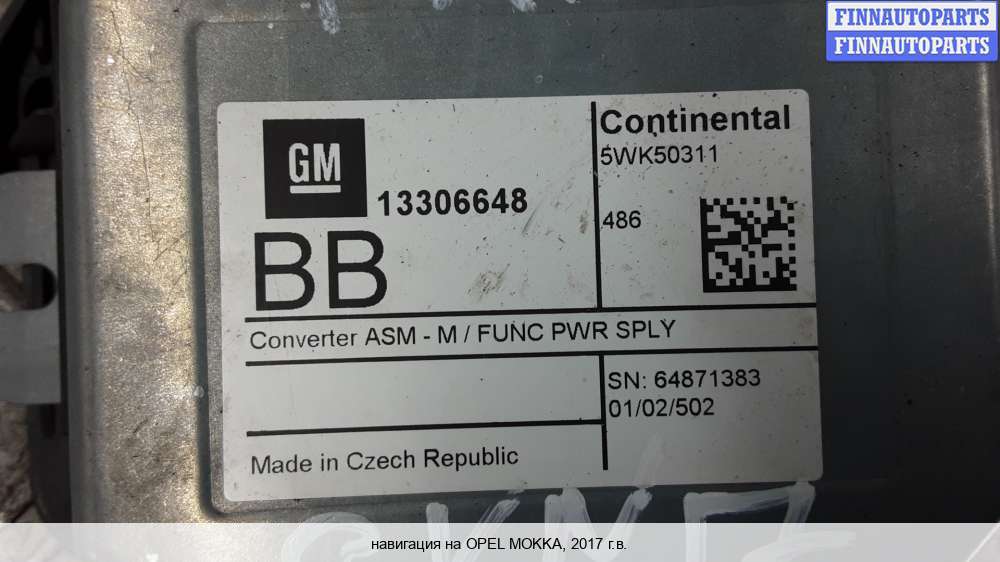 FINNAUTOPARTS
FINNAUTOPARTS
GM
13306648
BB
Continental
5WK50311
486
Converter ASM - M / FUNC PWR SPLY
SN: 64871383
01/02/502
Made in Czech Republic
навигация на OPEL MOKKA, 2017 г.в.